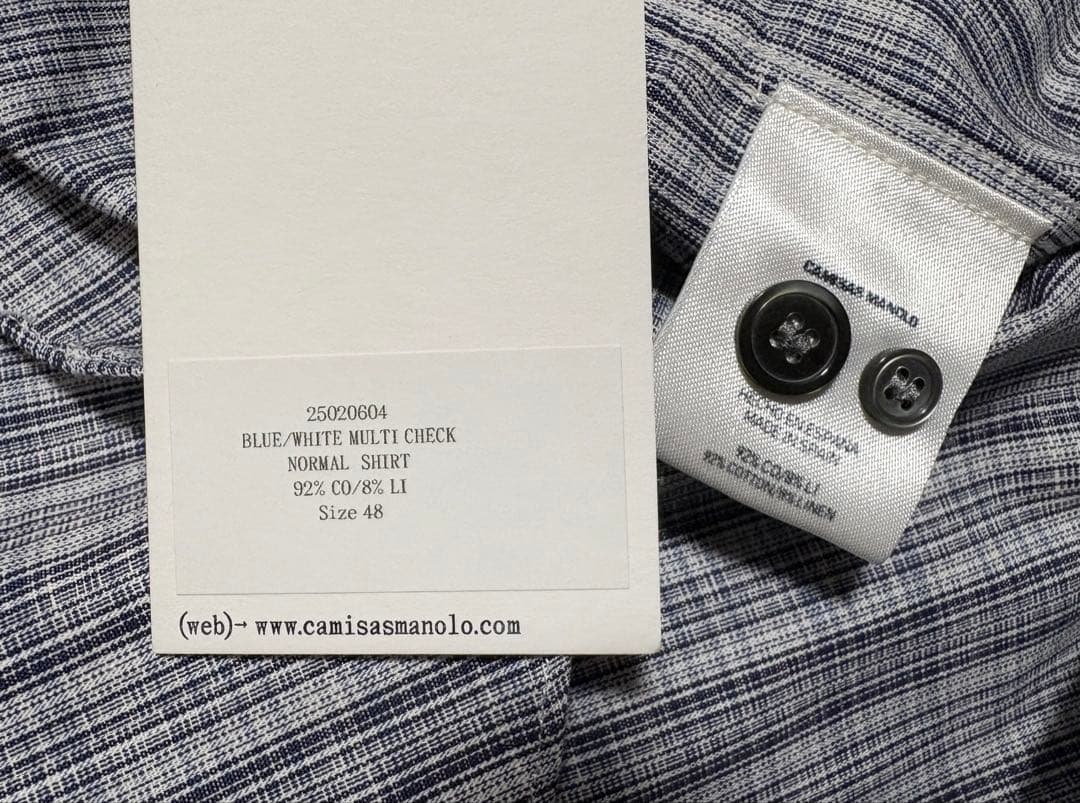 25020604
BLUE/WHITE MULTI CHECK
NORMAL SHIRT
92% CO/8% LI
Size 48
(web)→ www.camisasmanolo.com
CAMISAS MANOLO
HECHO EN ESPAÑA
MADE IN SPAIN
92% CO/8% LI
92% COTTON/8% LINEN